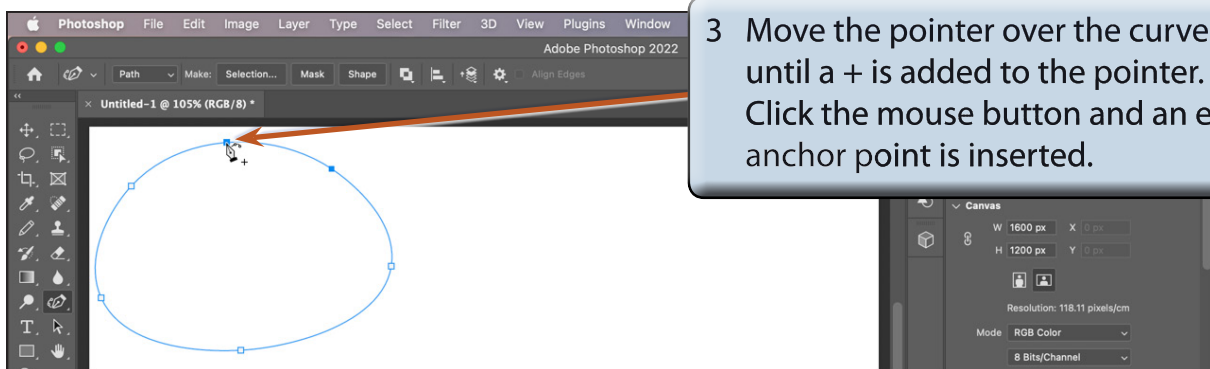 Photoshop File Edit Image Layer Type Select Filter 3D View Plugins Window
Adobe Photoshop 2022
Path Make: Selection... Mask Shape Align Edges
× Untitled-1 @ 105% (RGB/8) *
3 Move the pointer over the curve
until a + is added to the pointer.
Click the mouse button and an e
anchor point is inserted.
Canvas
W 1600 px X 0 px
H 1200 px Y 0 px
Resolution: 118.11 pixels/cm
Mode RGB Color
8 Bits/Channel